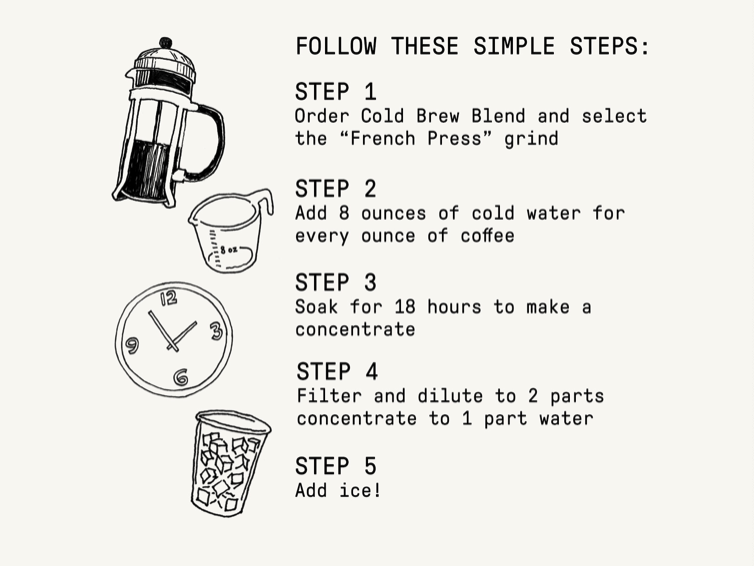 FOLLOW THESE SIMPLE STEPS:
STEP 1
Order Cold Brew Blend and select
the “French Press” grind
STEP 2
Add 8 ounces of cold water for
every ounce of coffee
8 oz
STEP 3
Soak for 18 hours to make a
concentrate
12
3
6
9
STEP 4
Filter and dilute to 2 parts
concentrate to 1 part water
STEP 5
Add ice!